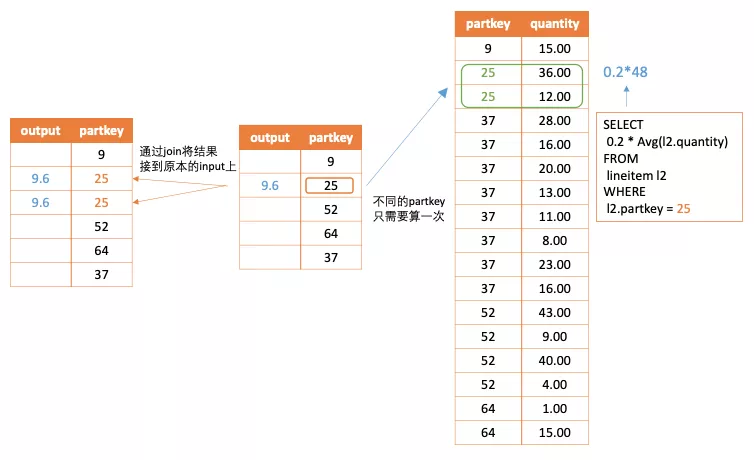 output partkey
9
9.6 25
9.6 25
52
64
37
通过join将结果
接到原本的input上
output partkey
9
9.6 25
52
64
37
不同的partkey
只需要算一次
partkey quantity
9 15.00
25 36.00
25 12.00
37 28.00
37 16.00
37 20.00
37 13.00
37 11.00
37 8.00
37 23.00
37 16.00
52 43.00
52 9.00
52 40.00
52 4.00
64 1.00
64 15.00
0.2*48
SELECT
0.2 * Avg(l2.quantity)
FROM
lineitem l2
WHERE
l2.partkey = 25